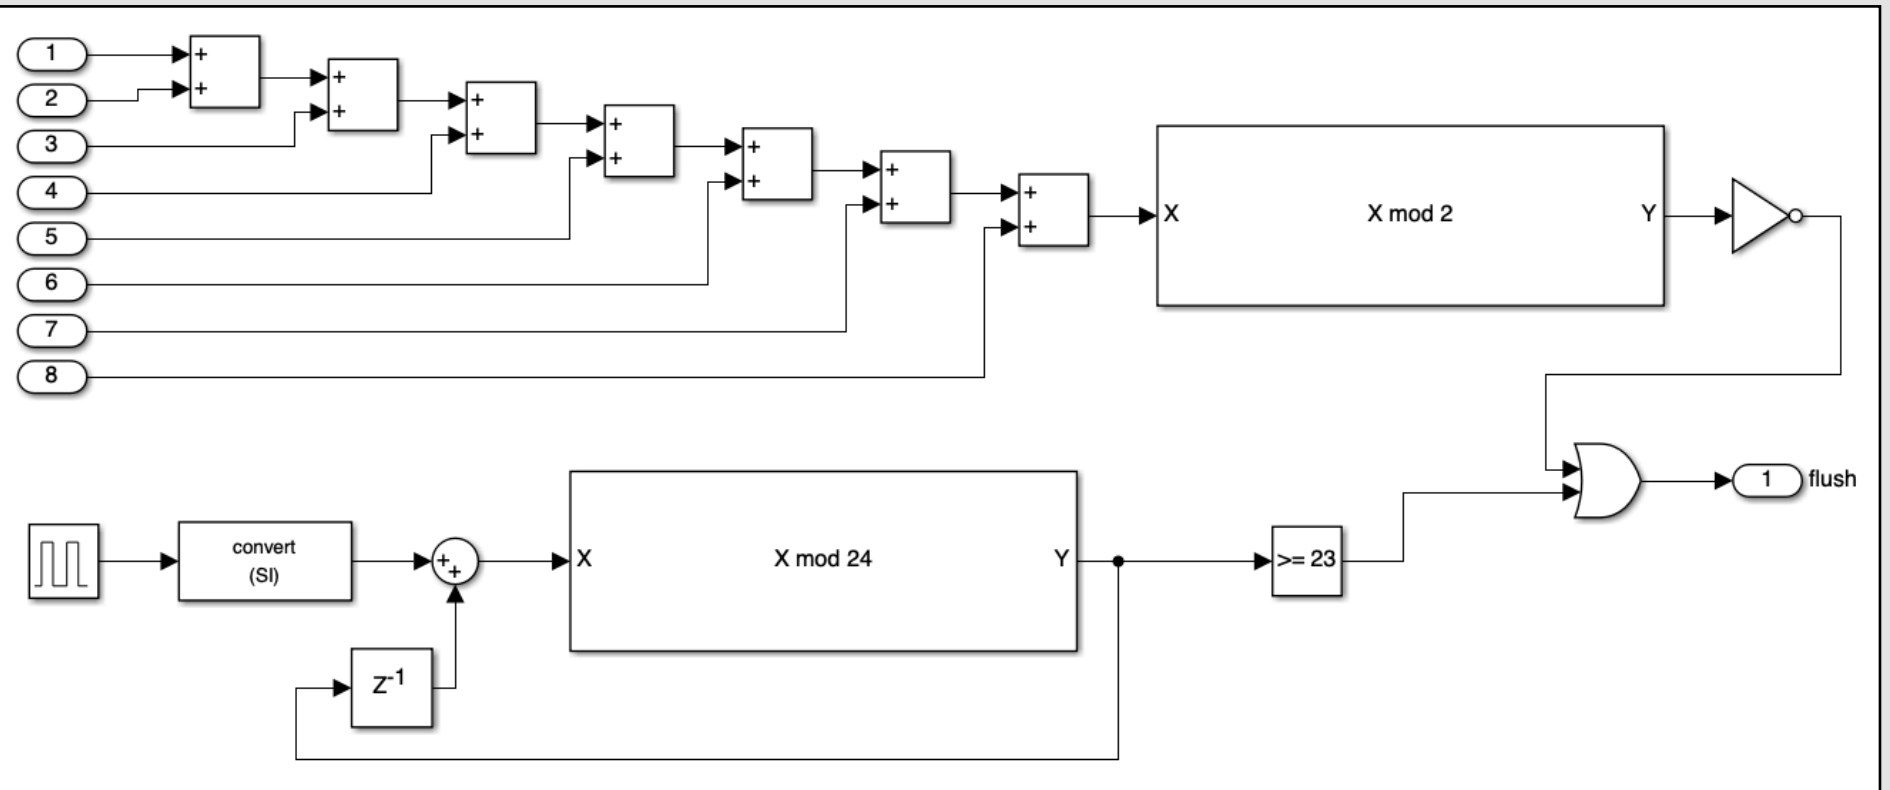 1
+
2
+
+
3
+
+
4
+
+
5
+
+
6
+
+
7
+
+
8
+
X
X mod 2
Y
convert
(SI)
+
+
X
X mod 24
Y
>= 23
1
flush
Z-1